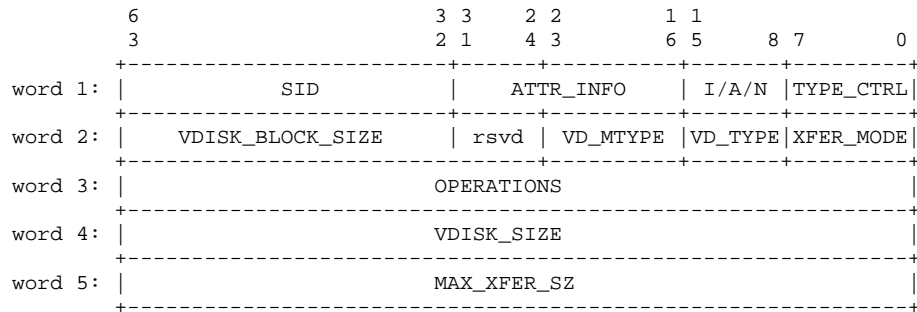 6 3 3 2 2 1 1
3 2 1 4 3 6 5 8 7 0
+-------------------------+------+----------+-------+---------+
word 1: | SID | ATTR_INFO | I/A/N |TYPE_CTRL|
+-------------------------+------+----------+-------+---------+
word 2: | VDISK_BLOCK_SIZE | rsvd | VD_MTYPE |VD_TYPE|XFER_MODE|
+-------------------------+------+----------+-------+---------+
word 3: | OPERATIONS |
+-------------------------------------------------------------+
word 4: | VDISK_SIZE |
+-------------------------------------------------------------+
word 5: | MAX_XFER_SZ |
+-------------------------------------------------------------+